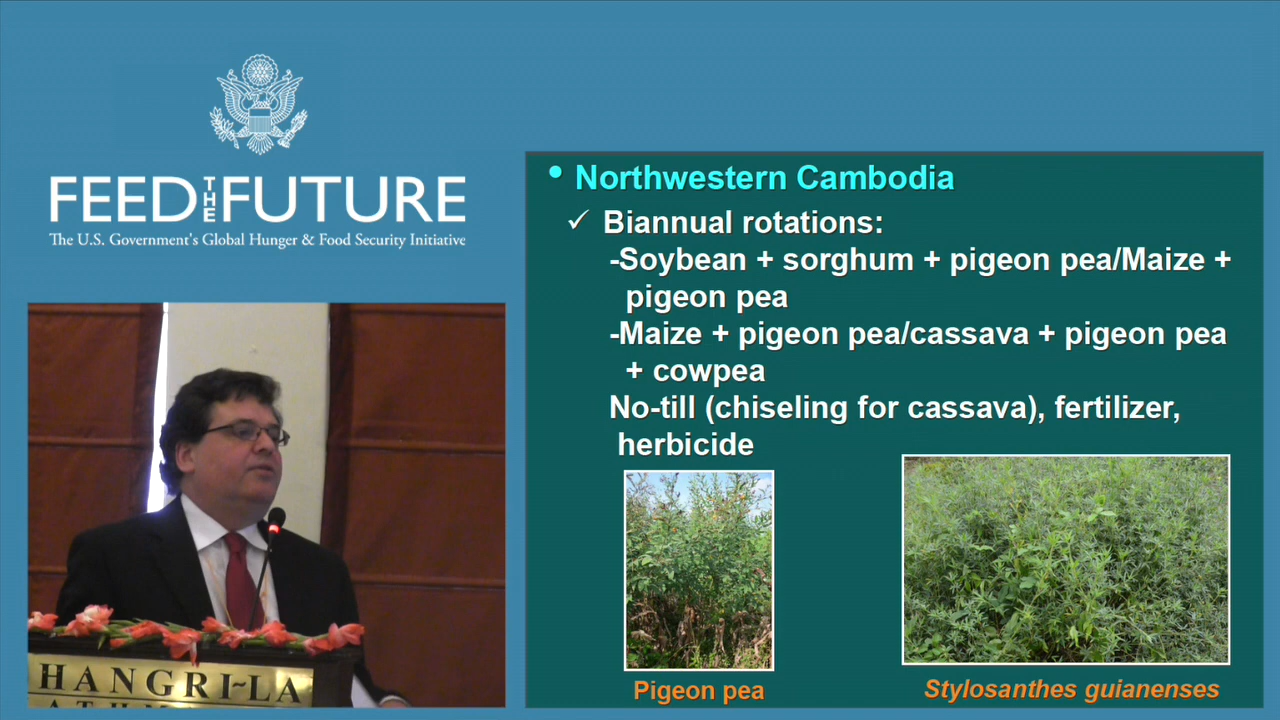 FEED THE FUTURE
The U.S. Government's Global Hunger & Food Security Initiative
• Northwestern Cambodia
✓ Biannual rotations:
-Soybean + sorghum + pigeon pea/Maize +
pigeon pea
-Maize + pigeon pea/cassava + pigeon pea
+ cowpea
No-till (chiseling for cassava), fertilizer,
herbicide
Pigeon pea
Stylosanthes guianenses
HANGRI~LA